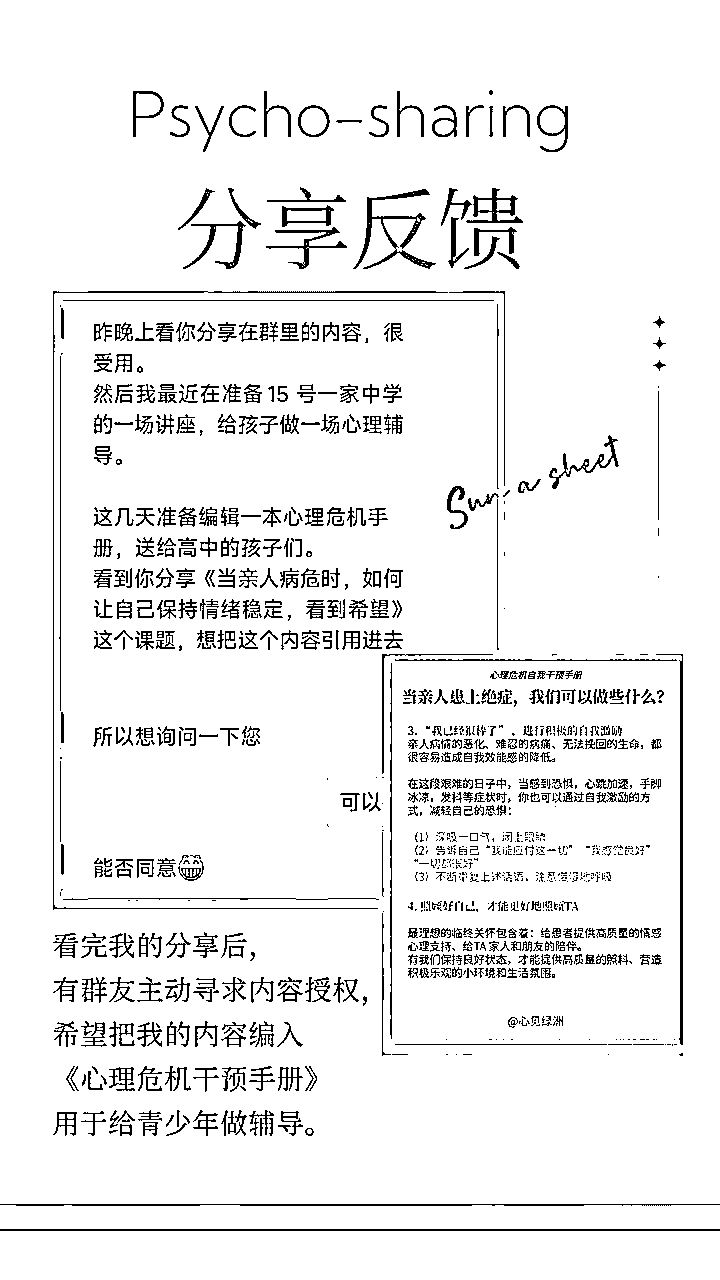 Psycho-sharing
分享反馈
昨晚上看你分享在群里的内容，很
受用。
然后我最近在准备15 号一家中学
的一场讲座，给孩子做一场心理辅
导。
这几天准备编辑一本心理危机手
册，送给高中的孩子们。
看到你分享《当亲人病危时，如何
让自己保持情绪稳定，看到希望》
这个课题，想把这个内容引用进去
所以想询问一下您
可以
能否同意😁
Sun a sheet
心理危机自我干预手册
当亲人患上绝症，我们可以做些什么？
3. “我已经很棒了”，进行积极的自我激励
亲人病情的恶化、难忍的病痛、无法挽回的生命，都
很容易造成自我效能感的降低。
在这段艰难的日子中，当感到恐惧，心跳加速，手脚
冰凉，发抖等症状时，你也可以通过自我激励的方
式，减轻自己的恐惧：
（1）深吸一口气，闭上眼睛
（2）告诉自己“我能应付这一切”“我感觉良好”
“一切都很好”
（3）不断重复上述话语，注意慢慢地呼吸
4. 照顾好自己，才能更好地照顾TA
最理想的临终关怀包含着：给患者提供高质量的情感
心理支持、给TA家人和朋友的陪伴。
有我们保持良好状态，才能提供高质量的照料、营造
积极乐观的小环境和生活氛围。
@心见绿洲
看完我的分享后，
有群友主动寻求内容授权，
希望把我的内容编入
《心理危机干预手册》
用于给青少年做辅导。